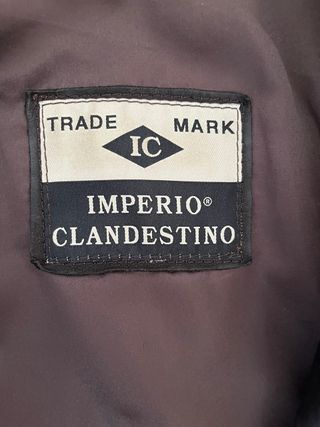 TRADE MARK
IC
IMPERIO®
CLANDESTINO